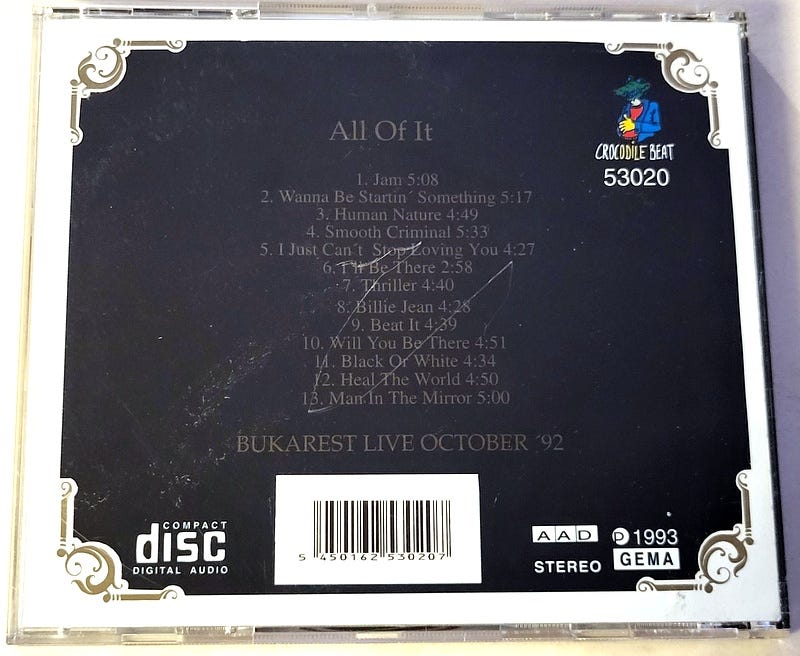 All Of It
CROCODILE BEAT
53020
1. Jam 5:08
2. Wanna Be Startin´ Something 5:17
3. Human Nature 4:49
4. Smooth Criminal 5:33
5. I Just Can´t Stop Loving You 4:27
6. I'll Be There 2:58
7. Thriller 4:40
8. Billie Jean 4:28
9. Beat It 4:39
10. Will You Be There 4:51
11. Black Or White 4:34
12. Heal The World 4:50
13. Man In The Mirror 5:00
BUKAREST LIVE OCTOBER ´92
COMPACT
disc
DIGITAL AUDIO
5 450162 530207
AAD
STEREO
℗ 1993
GEMA